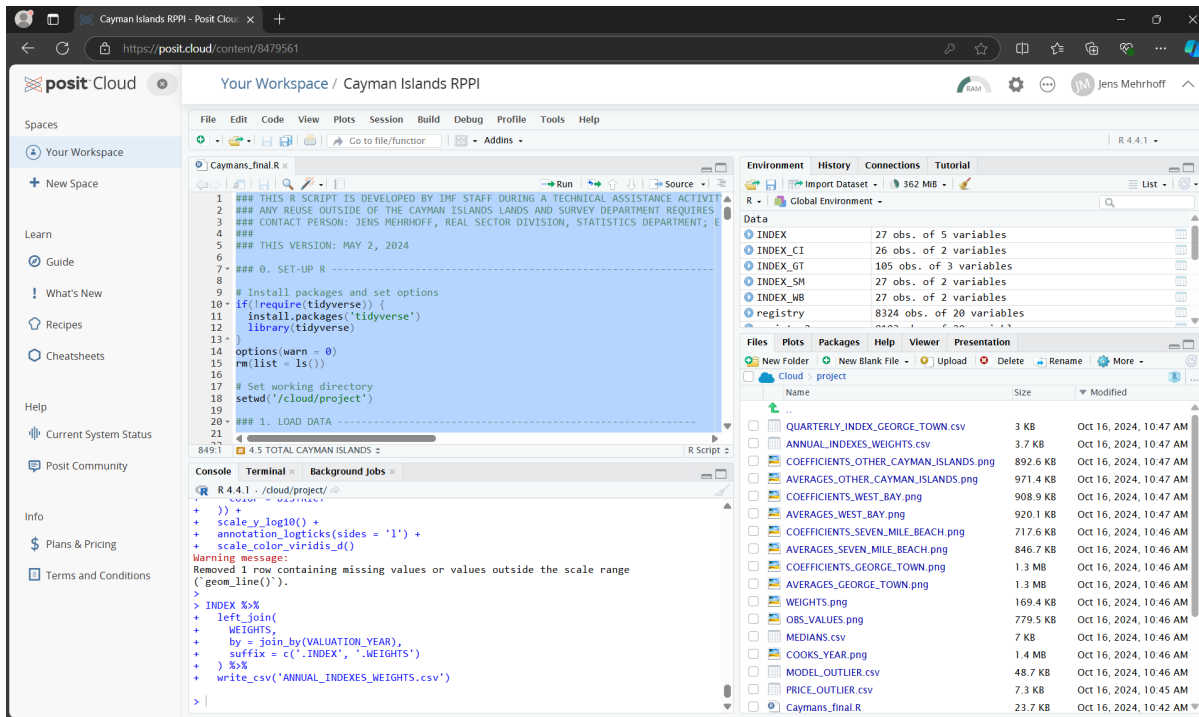 Cayman Islands RPPI - Posit Clou
https://posit.cloud/content/8479561
posit Cloud
Your Workspace / Cayman Islands RPPI
RAM
JM
Jens Mehrhoff
Spaces
Your Workspace
New Space
Learn
Guide
What's New
Recipes
Cheatsheets
Help
Current System Status
Posit Community
Info
Plans & Pricing
Terms and Conditions
File Edit Code View Plots Session Build Debug Profile Tools Help
Go to file/function
Addins
R 4.4.1
Caymans_final.R
Run
Source
1 ### THIS R SCRIPT IS DEVELOPED BY IMF STAFF DURING A TECHNICAL ASSISTANCE ACTIVIT
2 ### ANY REUSE OUTSIDE OF THE CAYMAN ISLANDS LANDS AND SURVEY DEPARTMENT REQUIRES
3 ### CONTACT PERSON: JENS MEHRHOFF, REAL SECTOR DIVISION, STATISTICS DEPARTMENT; E
4 ###
5 ### THIS VERSION: MAY 2, 2024
6
7 ### 0. SET-UP R ----------------------------------------------------
8
9 # Install packages and set options
10 if(!require(tidyverse)) {
11 install.packages('tidyverse')
12 library(tidyverse)
13 }
14 options(warn = 0)
15 rm(list = ls())
16
17 # Set working directory
18 setwd('/cloud/project')
19
20 ### 1. LOAD DATA --------------------------------------------------
21
849:1 # 4.5 TOTAL CAYMAN ISLANDS R Script
Console Terminal Background Jobs
R 4.4.1 · /cloud/project/
+ color = DISTRICT
+ )) +
+ scale_y_log10() +
+ annotation_logticks(sides = 'l') +
+ scale_color_viridis_d()
Warning message:
Removed 1 row containing missing values or values outside the scale range
(`geom_line()`).
>
> INDEX %>%
+ left_join(
+ WEIGHTS,
+ by = join_by(VALUATION_YEAR),
+ suffix = c('.INDEX', '.WEIGHTS')
+ ) %>%
+ write_csv('ANNUAL_INDEXES_WEIGHTS.csv')
>
Environment History Connections Tutorial
Import Dataset 362 MiB List
R Global Environment
Data
INDEX 27 obs. of 5 variables
INDEX_CI 26 obs. of 2 variables
INDEX_GT 105 obs. of 3 variables
INDEX_SM 27 obs. of 2 variables
INDEX_WB 27 obs. of 2 variables
registry 8324 obs. of 20 variables
Files Plots Packages Help Viewer Presentation
New Folder New Blank File Upload Delete Rename More
Cloud > project
Name Size Modified
..
QUARTERLY_INDEX_GEORGE_TOWN.csv 3 KB Oct 16, 2024, 10:47 AM
ANNUAL_INDEXES_WEIGHTS.csv 3.7 KB Oct 16, 2024, 10:47 AM
COEFFICIENTS_OTHER_CAYMAN_ISLANDS.png 892.6 KB Oct 16, 2024, 10:47 AM
AVERAGES_OTHER_CAYMAN_ISLANDS.png 971.4 KB Oct 16, 2024, 10:47 AM
COEFFICIENTS_WEST_BAY.png 908.9 KB Oct 16, 2024, 10:47 AM
AVERAGES_WEST_BAY.png 920.1 KB Oct 16, 2024, 10:47 AM
COEFFICIENTS_SEVEN_MILE_BEACH.png 717.6 KB Oct 16, 2024, 10:46 AM
AVERAGES_SEVEN_MILE_BEACH.png 846.7 KB Oct 16, 2024, 10:46 AM
COEFFICIENTS_GEORGE_TOWN.png 1.3 MB Oct 16, 2024, 10:46 AM
AVERAGES_GEORGE_TOWN.png 1.3 MB Oct 16, 2024, 10:46 AM
WEIGHTS.png 169.4 KB Oct 16, 2024, 10:46 AM
OBS_VALUES.png 779.5 KB Oct 16, 2024, 10:46 AM
MEDIANS.csv 7 KB Oct 16, 2024, 10:46 AM
COOKS_YEAR.png 1.4 MB Oct 16, 2024, 10:46 AM
MODEL_OUTLIER.csv 48.7 KB Oct 16, 2024, 10:46 AM
PRICE_OUTLIER.csv 7.3 KB Oct 16, 2024, 10:45 AM
Caymans_final.R 23.7 KB Oct 16, 2024, 10:42 AM